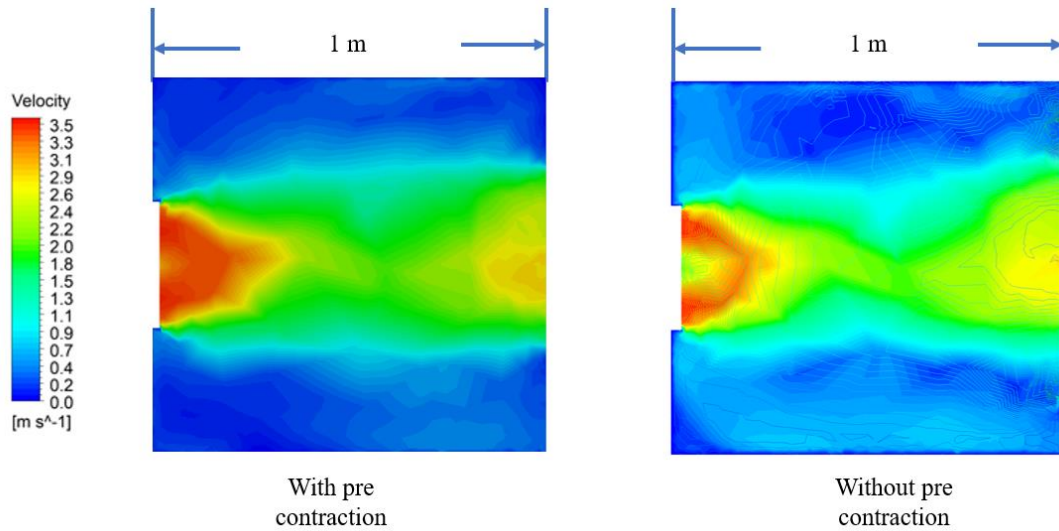 1 m
1 m
Velocity
3.5
3.3
3.1
2.9
2.6
2.4
2.2
2.0
1.8
1.5
1.3
1.1
0.9
0.7
0.4
0.2
0.0
[m s^-1]
With pre
contraction
Without pre
contraction